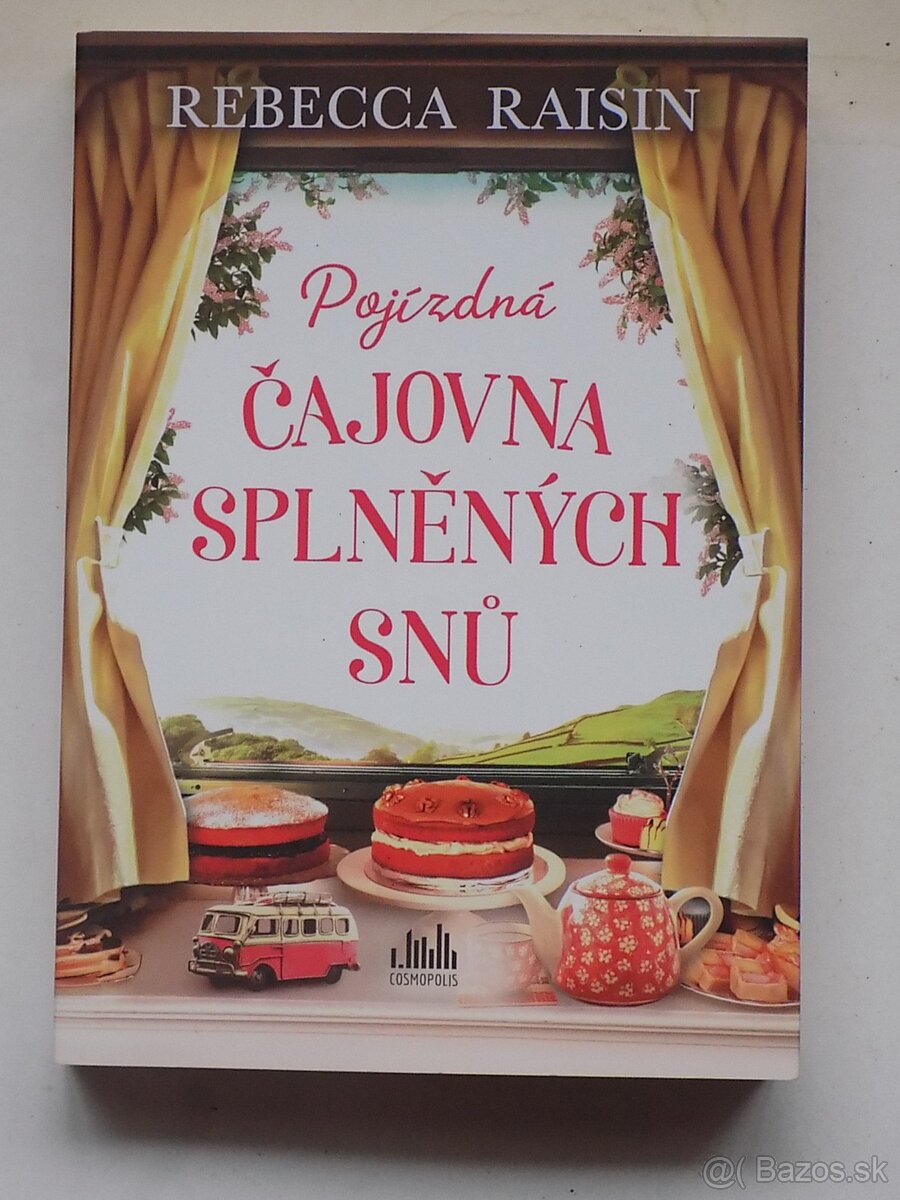 REBECCA RAISIN
Pojízdná
ČAJOVNA
SPLNĚNÝCH
SNŮ
COSMOPOLIS
@( Bazos.sk